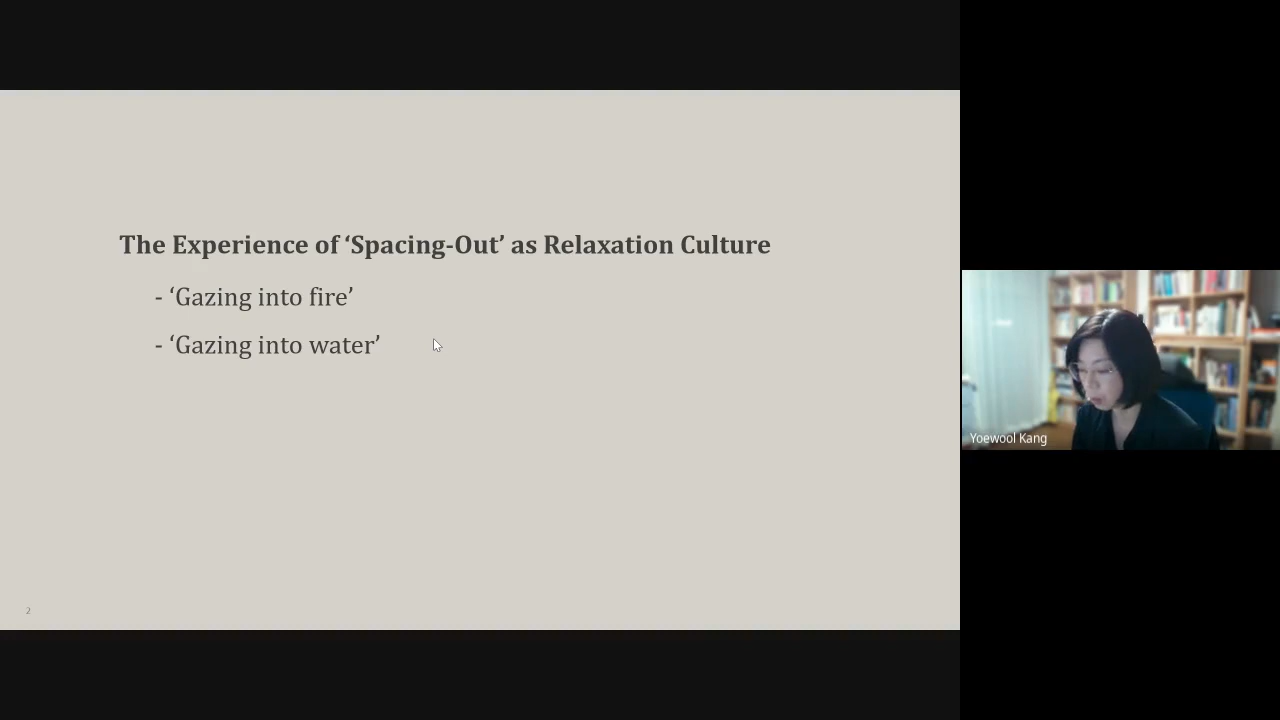 The Experience of ‘Spacing-Out’ as Relaxation Culture
- ‘Gazing into fire’
- ‘Gazing into water’
2
Yoewool Kang